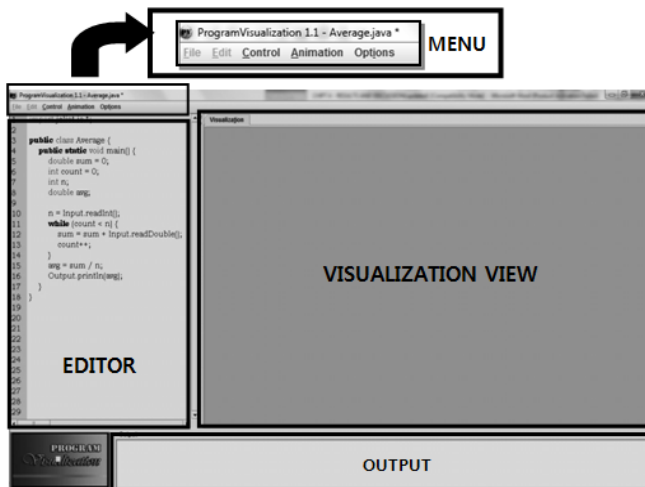 ProgramVisualization 1.1 - Average.java *
File Edit Control Animation Options
MENU
ProgramVisualization 1.1 - Average.java *
File Edit Control Animation Options
Visualization
2
3 public class Average {
4 public static void main() {
5 double sum = 0;
6 int count = 0;
7 int n;
8 double avg;
9
10 n = Input.readInt();
11 while (count < n) {
12 sum = sum + Input.readDouble();
13 count++;
14 }
15 avg = sum / n;
16 Output.println(avg);
17 }
18 }
19
20
21
22
23
24
25
26
27
28
29
EDITOR
VISUALIZATION VIEW
PROGRAM
Visualization
OUTPUT